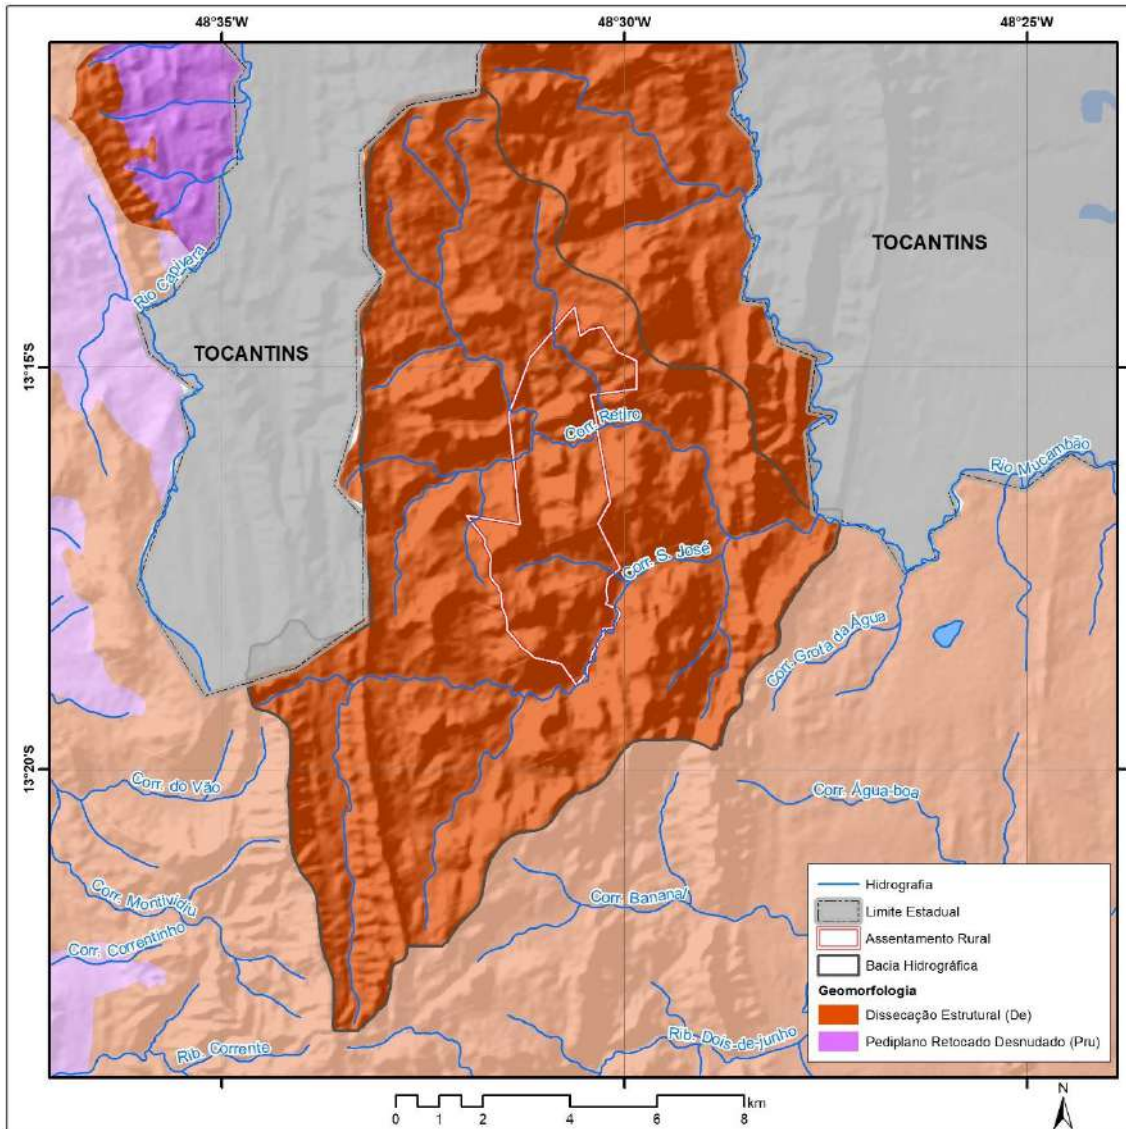 48°35'W
48°30'W
48°25'W
TOCANTINS
Rio Capivera
TOCANTINS
13°15'S
Corr. Retiro
Rio Mucambão
Corr. S. José
Corr. Grota da Água
13°20'S
Corr. do Vão
Corr. Água-boa
Corr. Montividiu
Corr. Bananal
Corr. Correntinho
Rib. Corrente
Rib. Dois-de-junho
Hidrografia
Limite Estadual
Assentamento Rural
Bacia Hidrográfica
Geomorfologia
Dissecação Estrutural (De)
Pediplano Retocado Desnudado (Pru)
0 1 2 4 6 8 km
N